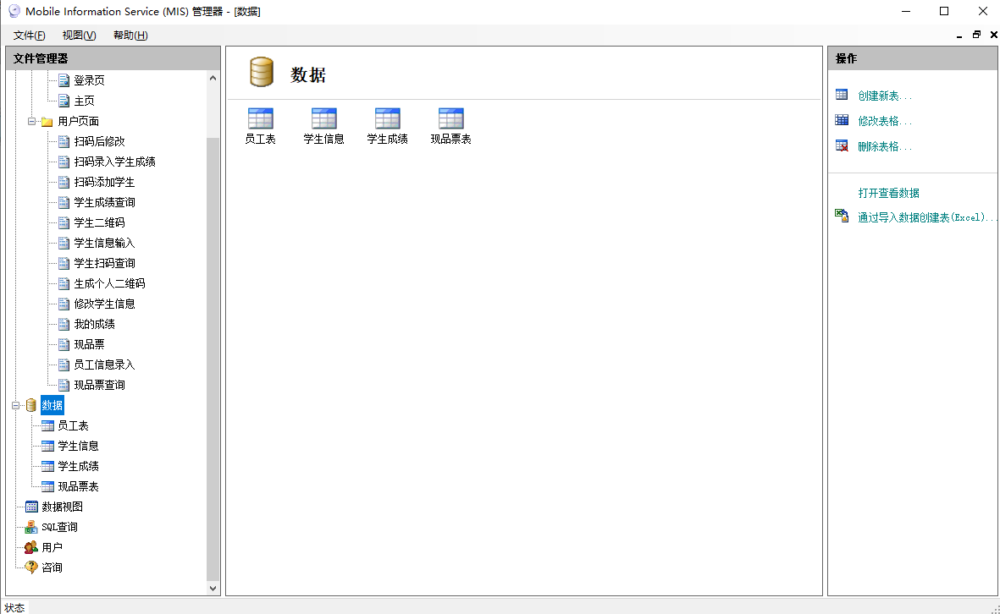 Mobile Information Service (MIS) 管理器 - [数据]
文件(F) 视图(V) 帮助(H)
文件管理器
登录页
主页
用户页面
扫码后修改
扫码录入学生成绩
扫码添加学生
学生成绩查询
学生二维码
学生信息输入
学生扫码查询
生成个人二维码
修改学生信息
我的成绩
现品票
员工信息录入
现品票查询
数据
员工表
学生信息
学生成绩
现品票表
数据视图
SQL查询
用户
咨询
数据
员工表 学生信息 学生成绩 现品票表
操作
创建新表...
修改表格...
删除表格...
打开查看数据
通过导入数据创建表(Excel)...
状态